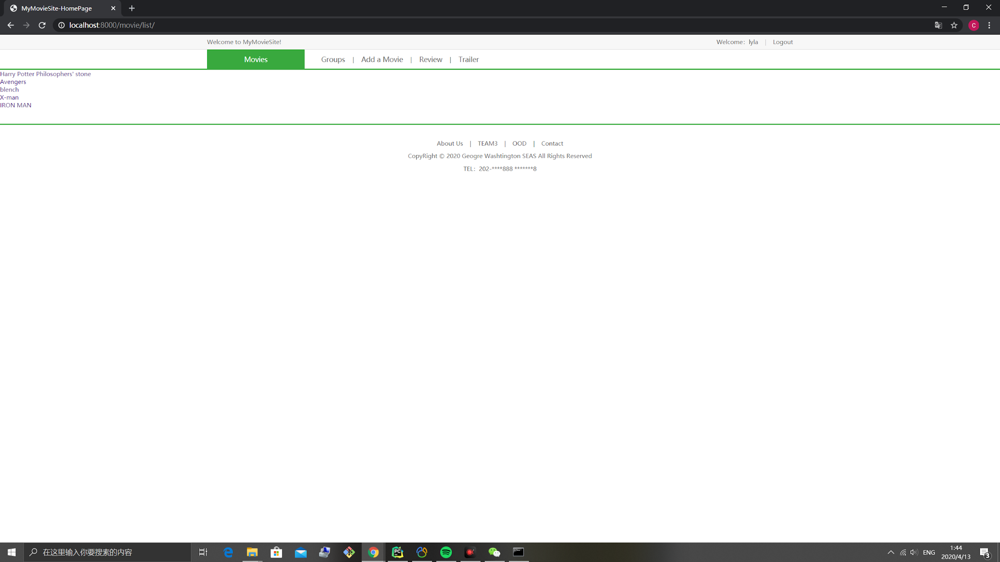 MyMovieSite-HomePage
localhost:8000/movie/list/
C
Welcome to MyMovieSite!
Welcome：lyla | Logout
Movies
Groups | Add a Movie | Review | Trailer
Harry Potter Philosophers' stone
Avengers
blench
X-man
IRON MAN
About Us | TEAM3 | OOD | Contact
CopyRight © 2020 Geogre Washtington SEAS All Rights Reserved
TEL：202-****888 *******8
在这里输入你要搜索的内容
PC
ENG
1:44
2020/4/13
3